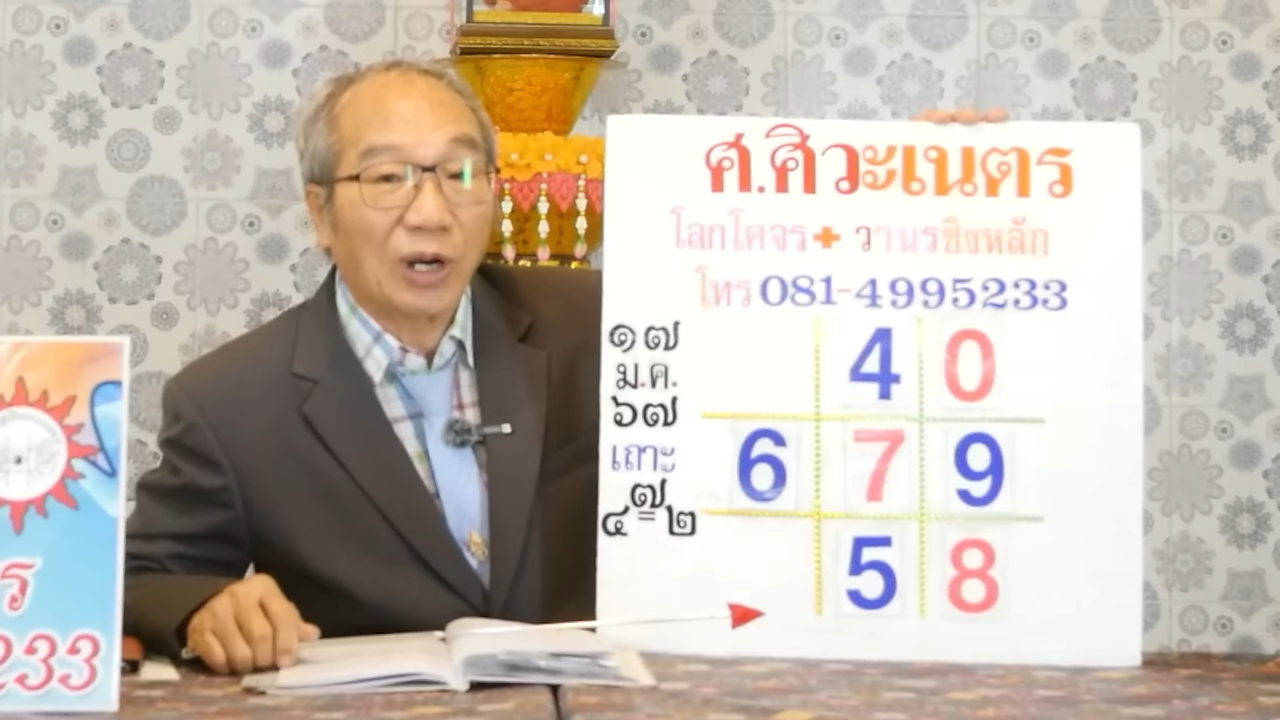 ศ.ศิวะเนตร
โลกโคจร + วานรชิงหลัก
โทร 081-4995233
๑๗
ม.ค.
๖๗
เถาะ
๗
๔ = ๒
4 0
6 7 9
5 8
ร
233